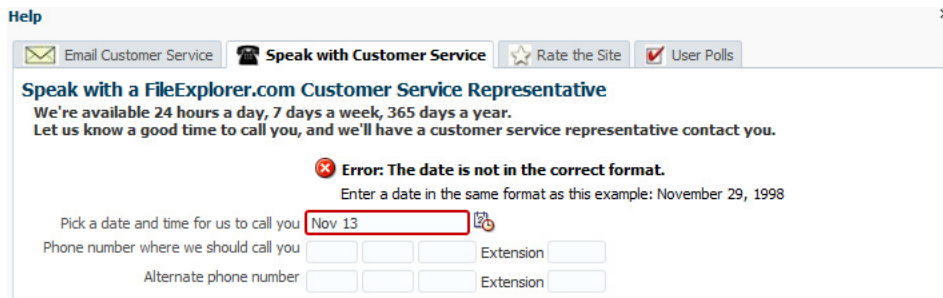 Help
Email Customer Service
Speak with Customer Service
Rate the Site
User Polls
Speak with a FileExplorer.com Customer Service Representative
We're available 24 hours a day, 7 days a week, 365 days a year.
Let us know a good time to call you, and we'll have a customer service representative contact you.
Error: The date is not in the correct format.
Enter a date in the same format as this example: November 29, 1998
Pick a date and time for us to call you Nov 13
Phone number where we should call you Extension
Alternate phone number Extension